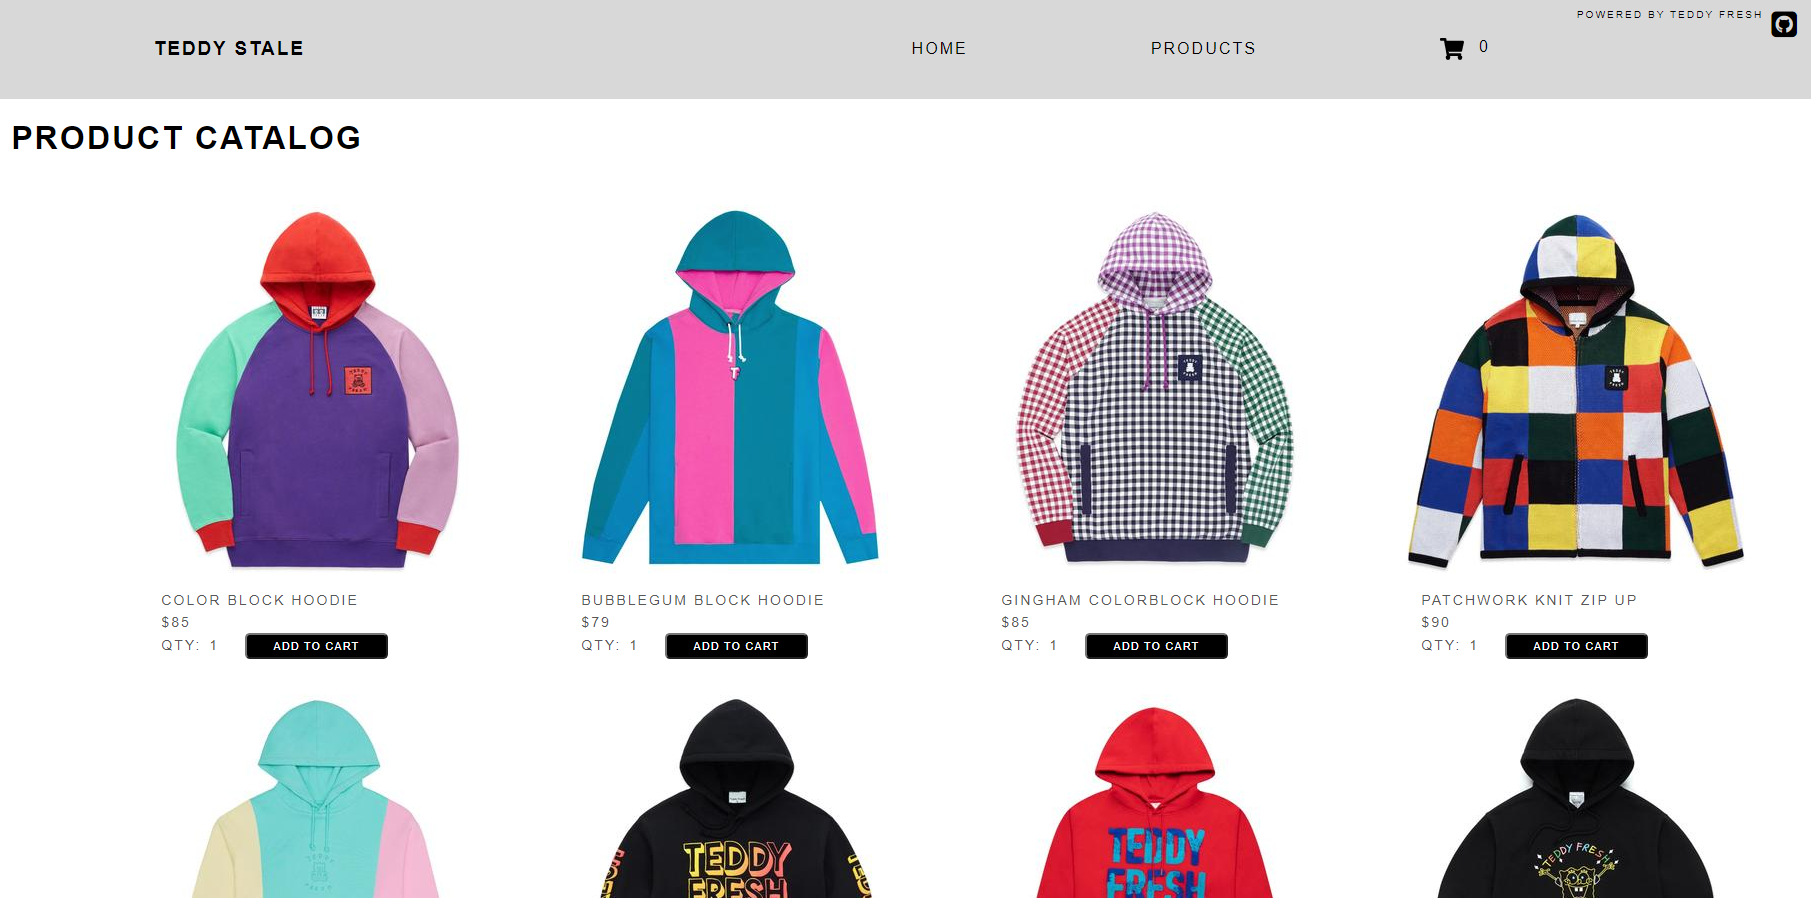 POWERED BY TEDDY FRESH
TEDDY STALE
HOME
PRODUCTS
0
PRODUCT CATALOG
COLOR BLOCK HOODIE
$85
QTY: 1 ADD TO CART
BUBBLEGUM BLOCK HOODIE
$79
QTY: 1 ADD TO CART
GINGHAM COLORBLOCK HOODIE
$85
QTY: 1 ADD TO CART
PATCHWORK KNIT ZIP UP
$90
QTY: 1 ADD TO CART
TEDDY
FRESH
TEDDY
FRESH
TEDDY FRESH